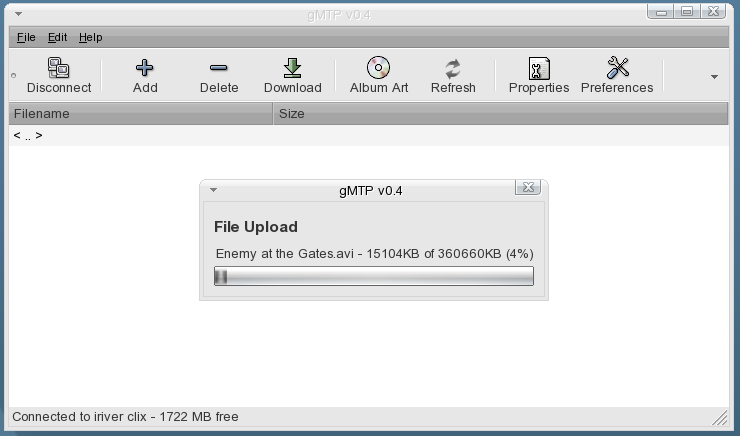 gMTP v0.4
File Edit Help
Disconnect Add Delete Download Album Art Refresh Properties Preferences
Filename Size
< .. >
gMTP v0.4
File Upload
Enemy at the Gates.avi - 15104KB of 360660KB (4%)
Connected to iriver clix - 1722 MB free